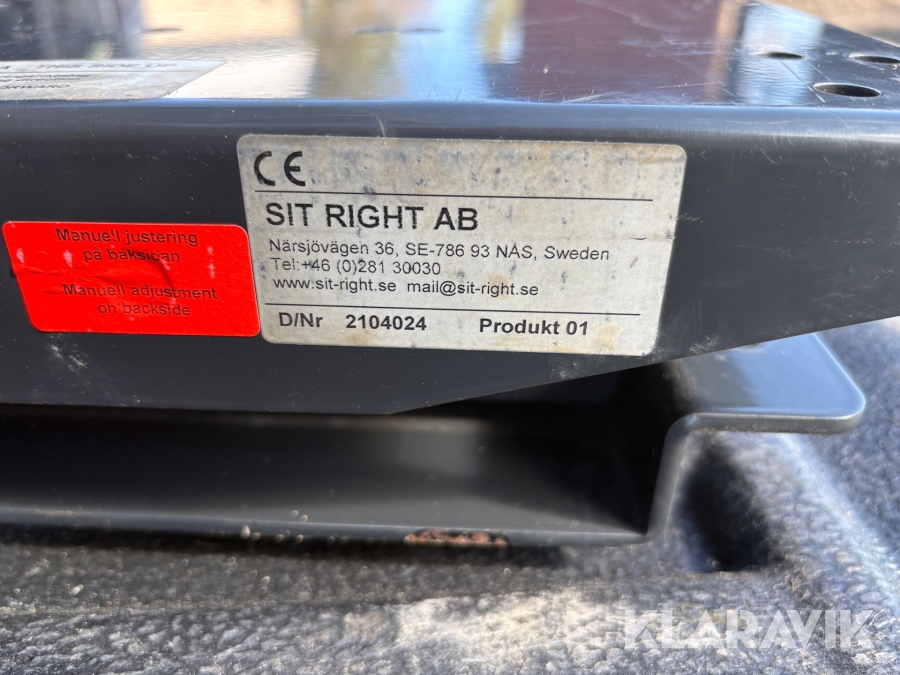 CE
SIT RIGHT AB
Närsjövägen 36, SE-786 93 NÅS, Sweden
Tel:+46 (0)281 30030
www.sit-right.se mail@sit-right.se
D/Nr 2104024 Produkt 01
Manuell justering
på baksidan
Manuell adjustment
on backside
KLARAVIK